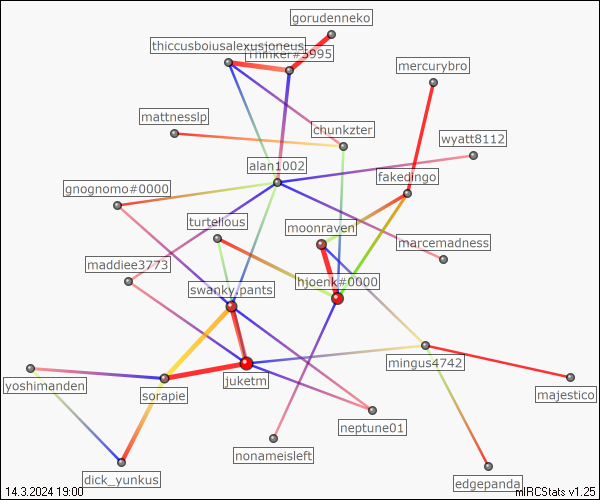 gorudenneko
thiccusboiusalexusjoneus
Thinker#3995
mercurybro
mattnesslp
chunkzter
wyatt8112
alan1002
fakedingo
gnognomo#0000
turtellous
moonraven
marcemadness
maddiee3773
swanky.pants
hjoenk#0000
mingus4742
yoshimanden
sorapie
juketm
majestico
neptune01
nonameisleft
dick_yunkus
edgepanda
14.3.2024 19:00
mIRCStats v1.25